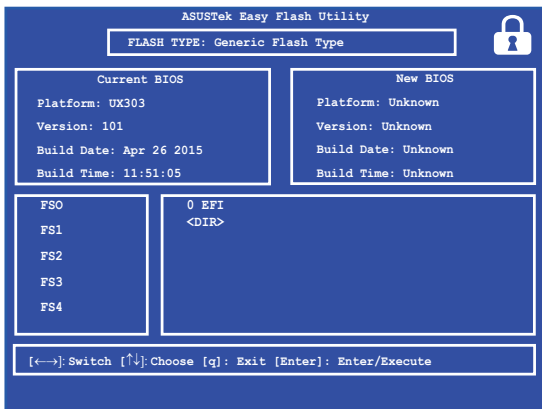 ASUSTek Easy Flash Utility
FLASH TYPE: Generic Flash Type
Current BIOS
Platform: UX303
Version: 101
Build Date: Apr 26 2015
Build Time: 11:51:05
New BIOS
Platform: Unknown
Version: Unknown
Build Date: Unknown
Build Time: Unknown
FSO
FS1
FS2
FS3
FS4
0 EFI
<DIR>
[←→]: Switch [↑↓]: Choose [q]: Exit [Enter]: Enter/Execute